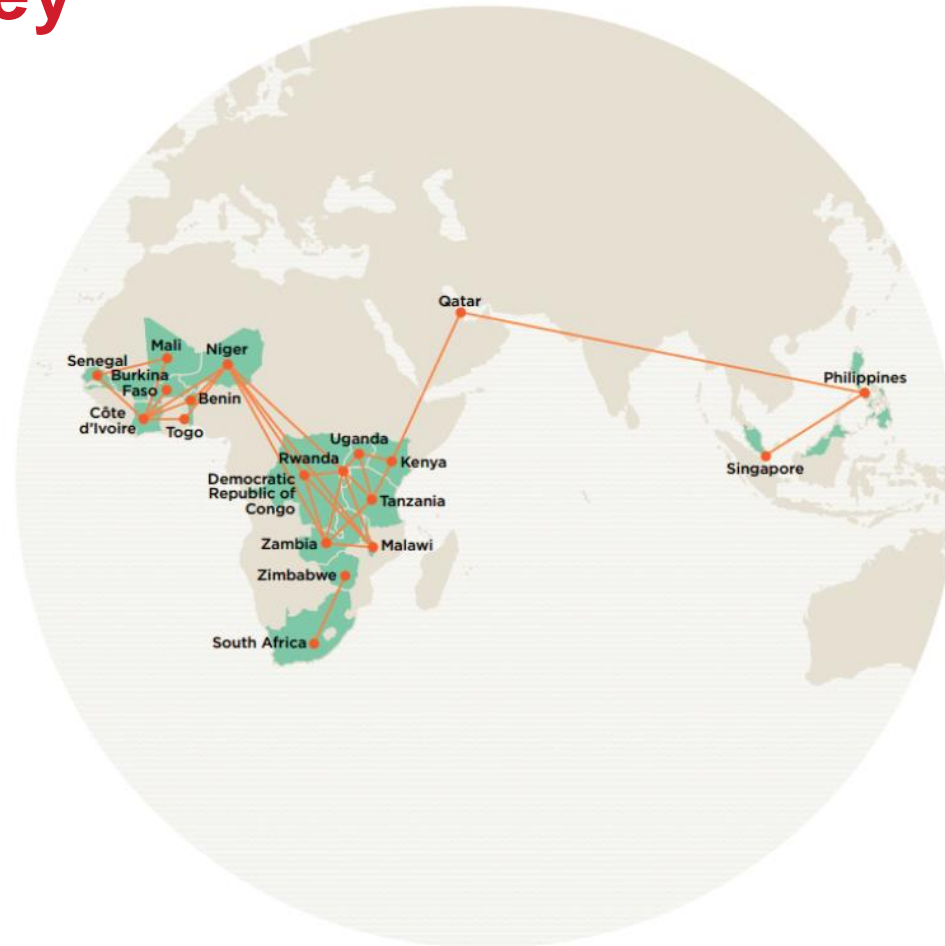 ey
Qatar
Mali
Niger
Senegal
Burkina
Faso
Benin
Côte
d'Ivoire
Togo
Philippines
Singapore
Uganda
Rwanda
Kenya
Democratic
Republic of
Congo
Tanzania
Zambia
Malawi
Zimbabwe
South Africa